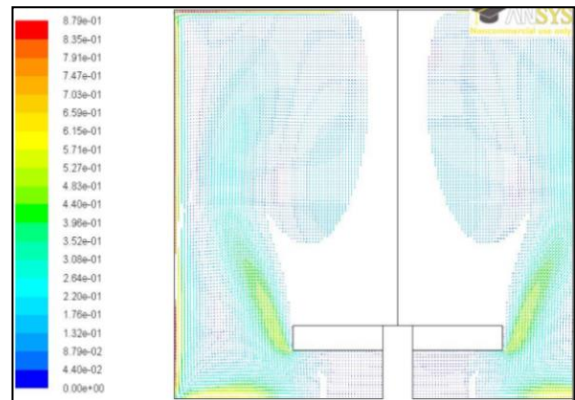 8.79e-01
8.35e-01
7.91e-01
7.47e-01
7.03e-01
6.59e-01
6.15e-01
5.71e-01
5.27e-01
4.83e-01
4.40e-01
3.96e-01
3.52e-01
3.08e-01
2.64e-01
2.20e-01
1.76e-01
1.32e-01
8.79e-02
4.40e-02
0.00e+00
ANSYS
Noncommercial use only